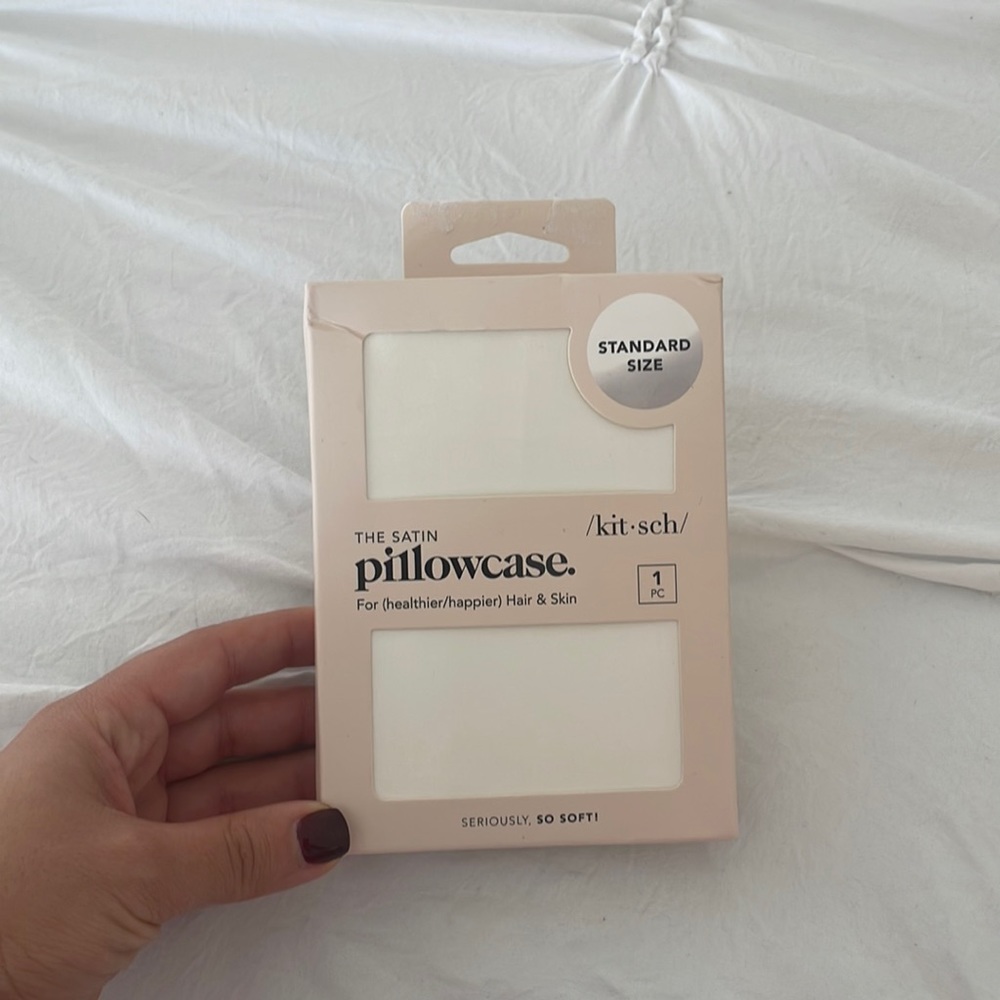 STANDARD
SIZE
/kit·sch/
THE SATIN
pillowcase.
For (healthier/happier) Hair & Skin
1
PC
SERIOUSLY, SO SOFT!